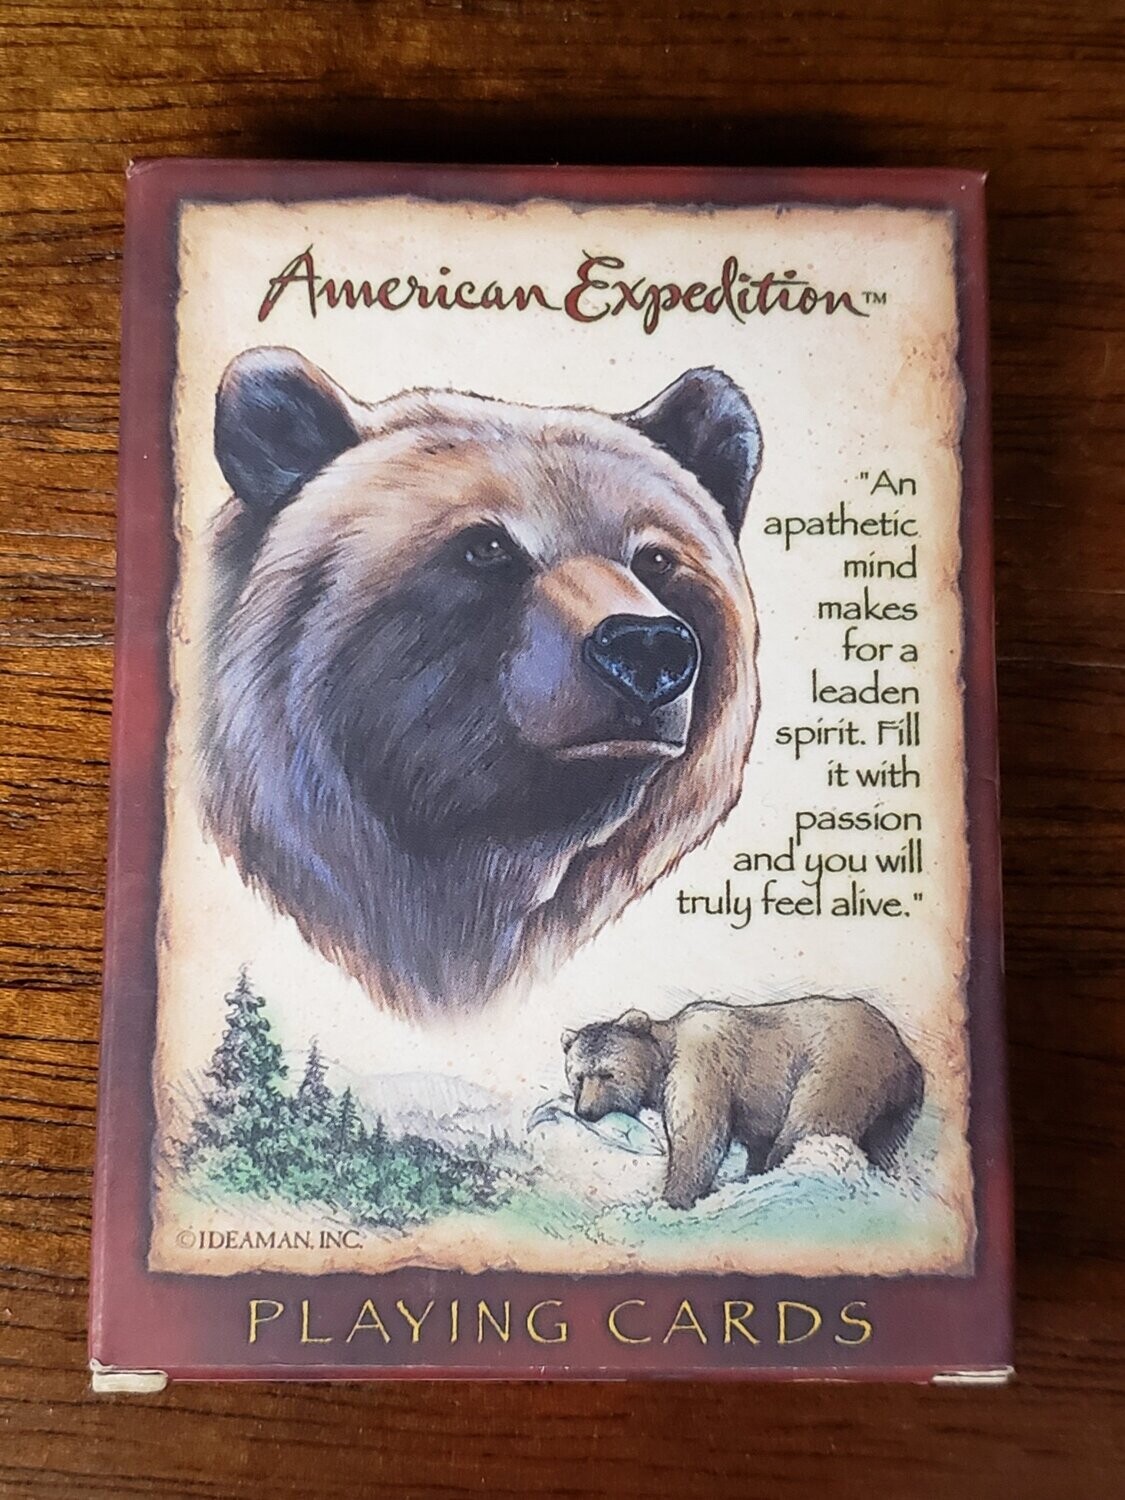 American Expedition™
"An
apathetic
mind
makes
for a
leaden
spirit. Fill
it with
passion
and you will
truly feel alive."
©IDEAMAN, INC.
PLAYING CARDS